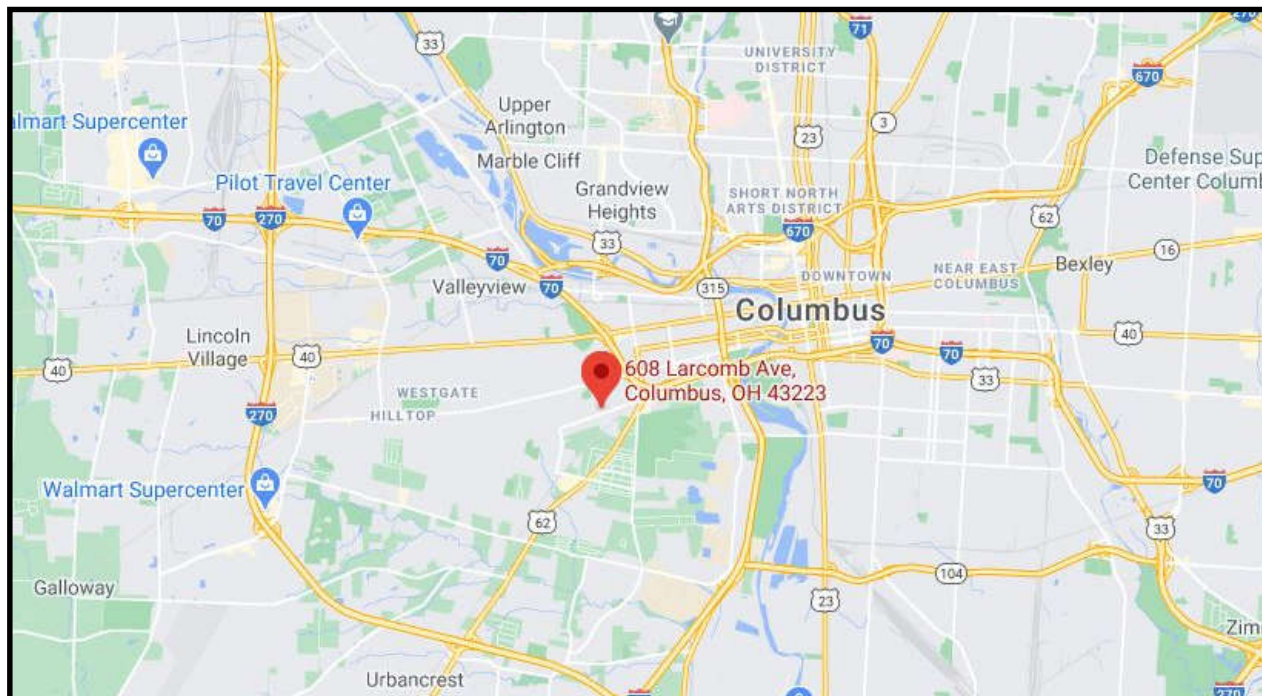 33
71
270
UNIVERSITY
DISTRICT
670
Upper
Arlington
3
23
almart Supercenter
Marble Cliff
Defense Sup
Center Columb
Pilot Travel Center
Grandview
Heights
SHORT NORTH
ARTS DISTRICT
62
70
270
670
33
16
70
Valleyview
70
315
DOWNTOWN
NEAR EAST
COLUMBUS
Bexley
Columbus
Lincoln
Village
40
40
70
70
40
33
608 Larcomb Ave,
Columbus, OH 43223
WESTGATE
HILLTOP
270
Walmart Supercenter
70
62
33
Galloway
104
23
Zim
Urbancrest
270